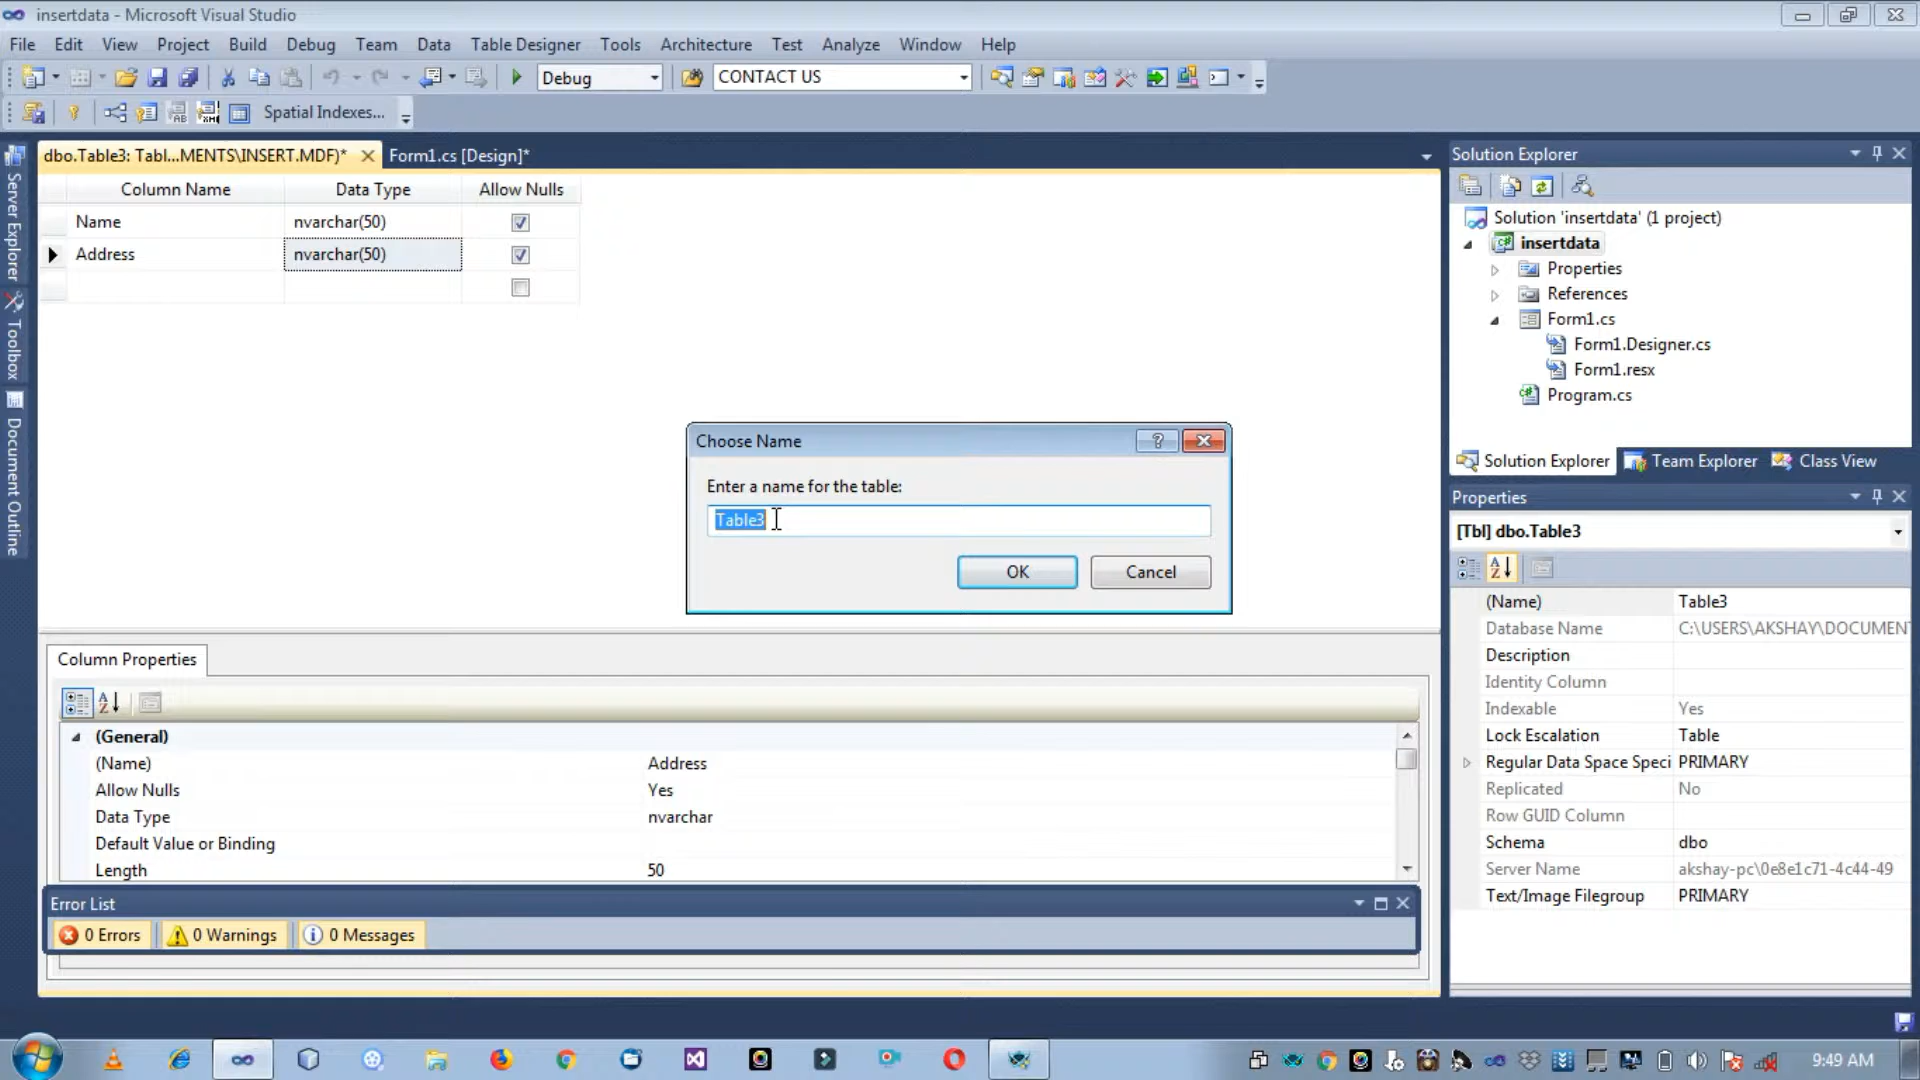 insertdata - Microsoft Visual Studio
File Edit View Project Build Debug Team Data Table Designer Tools Architecture Test Analyze Window Help
Debug CONTACT US
Spatial Indexes...
dbo.Table3: Tabl...MENTS\INSERT.MDF)* Form1.cs [Design]*
Column Name Data Type Allow Nulls
Name nvarchar(50)
Address nvarchar(50)
Server Explorer
Toolbox
Document Outline
Choose Name
Enter a name for the table:
Table3
OK Cancel
Column Properties
(General)
(Name) Address
Allow Nulls Yes
Data Type nvarchar
Default Value or Binding
Length 50
Error List
0 Errors 0 Warnings 0 Messages
Solution Explorer
Solution 'insertdata' (1 project)
insertdata
Properties
References
Form1.cs
Form1.Designer.cs
Form1.resx
Program.cs
Solution Explorer Team Explorer Class View
Properties
[Tbl] dbo.Table3
(Name) Table3
Database Name C:\USERS\AKSHAY\DOCUMEN
Description
Identity Column
Indexable Yes
Lock Escalation Table
Regular Data Space Speci PRIMARY
Replicated No
Row GUID Column
Schema dbo
Server Name akshay-pc\0e8e1c71-4c44-49
Text/Image Filegroup PRIMARY
9:49 AM